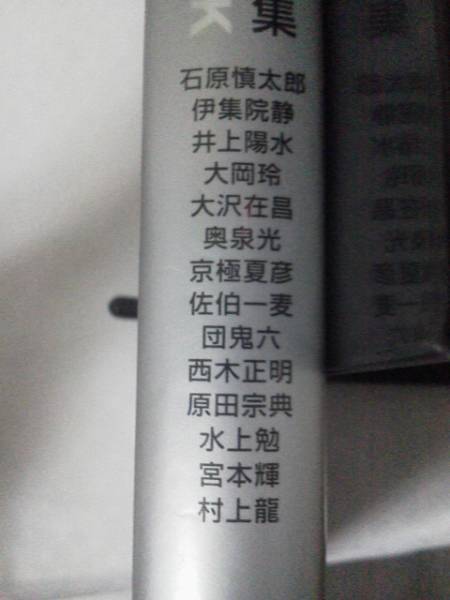 集
石原慎太郎
伊集院静
井上陽水
大岡玲
大沢在昌
奥泉光
京極夏彦
佐伯一麦
団鬼六
西木正明
原田宗典
水上勉
宮本輝
村上龍